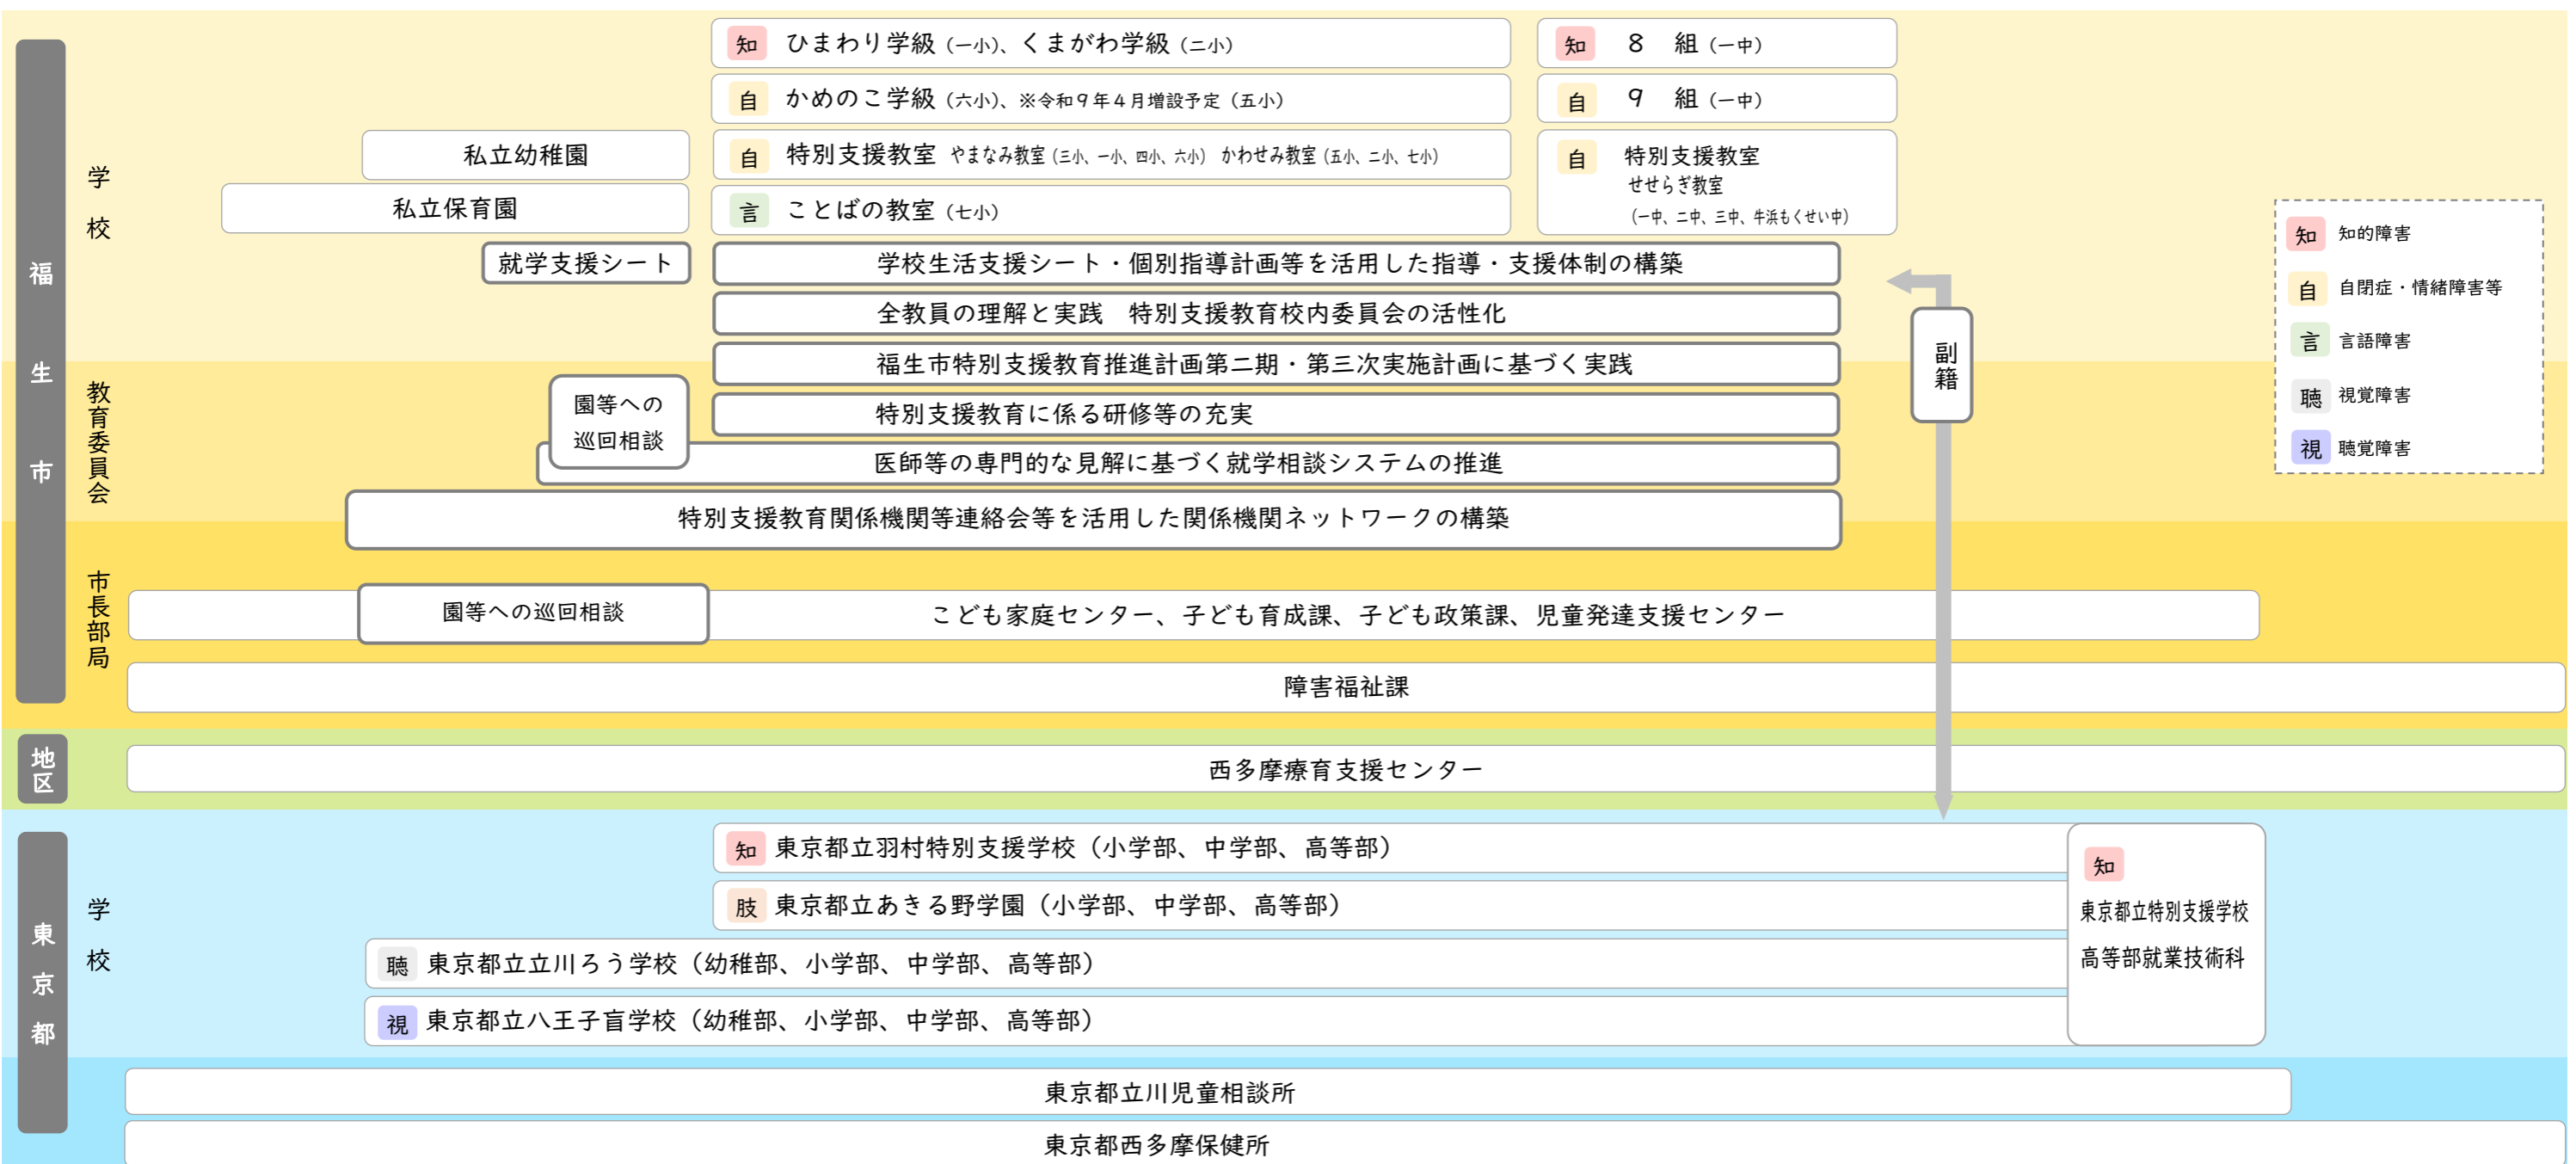 福生市
学校
知 ひまわり学級（一小）、くまがわ学級（二小）
知 8 組（一中）
自 かめのこ学級（六小）、※令和９年４月増設予定（五小）
自 9 組（一中）
私立幼稚園
自 特別支援教室 やまなみ教室（三小、一小、四小、六小） かわせみ教室（五小、二小、七小）
自 特別支援教室
せせらぎ教室
（一中、二中、三中、牛浜もくせい中）
私立保育園
言 ことばの教室（七小）
就学支援シート
学校生活支援シート・個別指導計画等を活用した指導・支援体制の構築
全教員の理解と実践 特別支援教育校内委員会の活性化
副籍
知 知的障害
自 自閉症・情緒障害等
言 言語障害
聴 視覚障害
視 聴覚障害
教育委員会
福生市特別支援教育推進計画第二期・第三次実施計画に基づく実践
園等への
巡回相談
特別支援教育に係る研修等の充実
医師等の専門的な見解に基づく就学相談システムの推進
特別支援教育関係機関等連絡会等を活用した関係機関ネットワークの構築
市長部局
園等への巡回相談
こども家庭センター、子ども育成課、子ども政策課、児童発達支援センター
障害福祉課
地区
西多摩療育支援センター
東京都
学校
知 東京都立羽村特別支援学校（小学部、中学部、高等部）
肢 東京都立あきる野学園（小学部、中学部、高等部）
聴 東京都立立川ろう学校（幼稚部、小学部、中学部、高等部）
視 東京都立八王子盲学校（幼稚部、小学部、中学部、高等部）
知
東京都立特別支援学校
高等部就業技術科
東京都立川児童相談所
東京都西多摩保健所